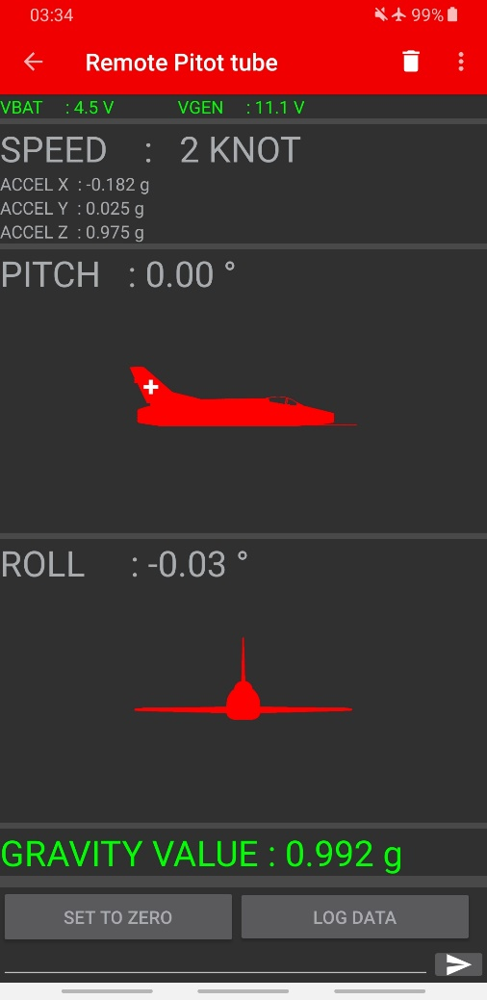 03:34 99%
Remote Pitot tube
VBAT : 4.5 V VGEN : 11.1 V
SPEED : 2 KNOT
ACCEL X : -0.182 g
ACCEL Y : 0.025 g
ACCEL Z : 0.975 g
PITCH : 0.00 °
ROLL : -0.03 °
GRAVITY VALUE : 0.992 g
SET TO ZERO LOG DATA